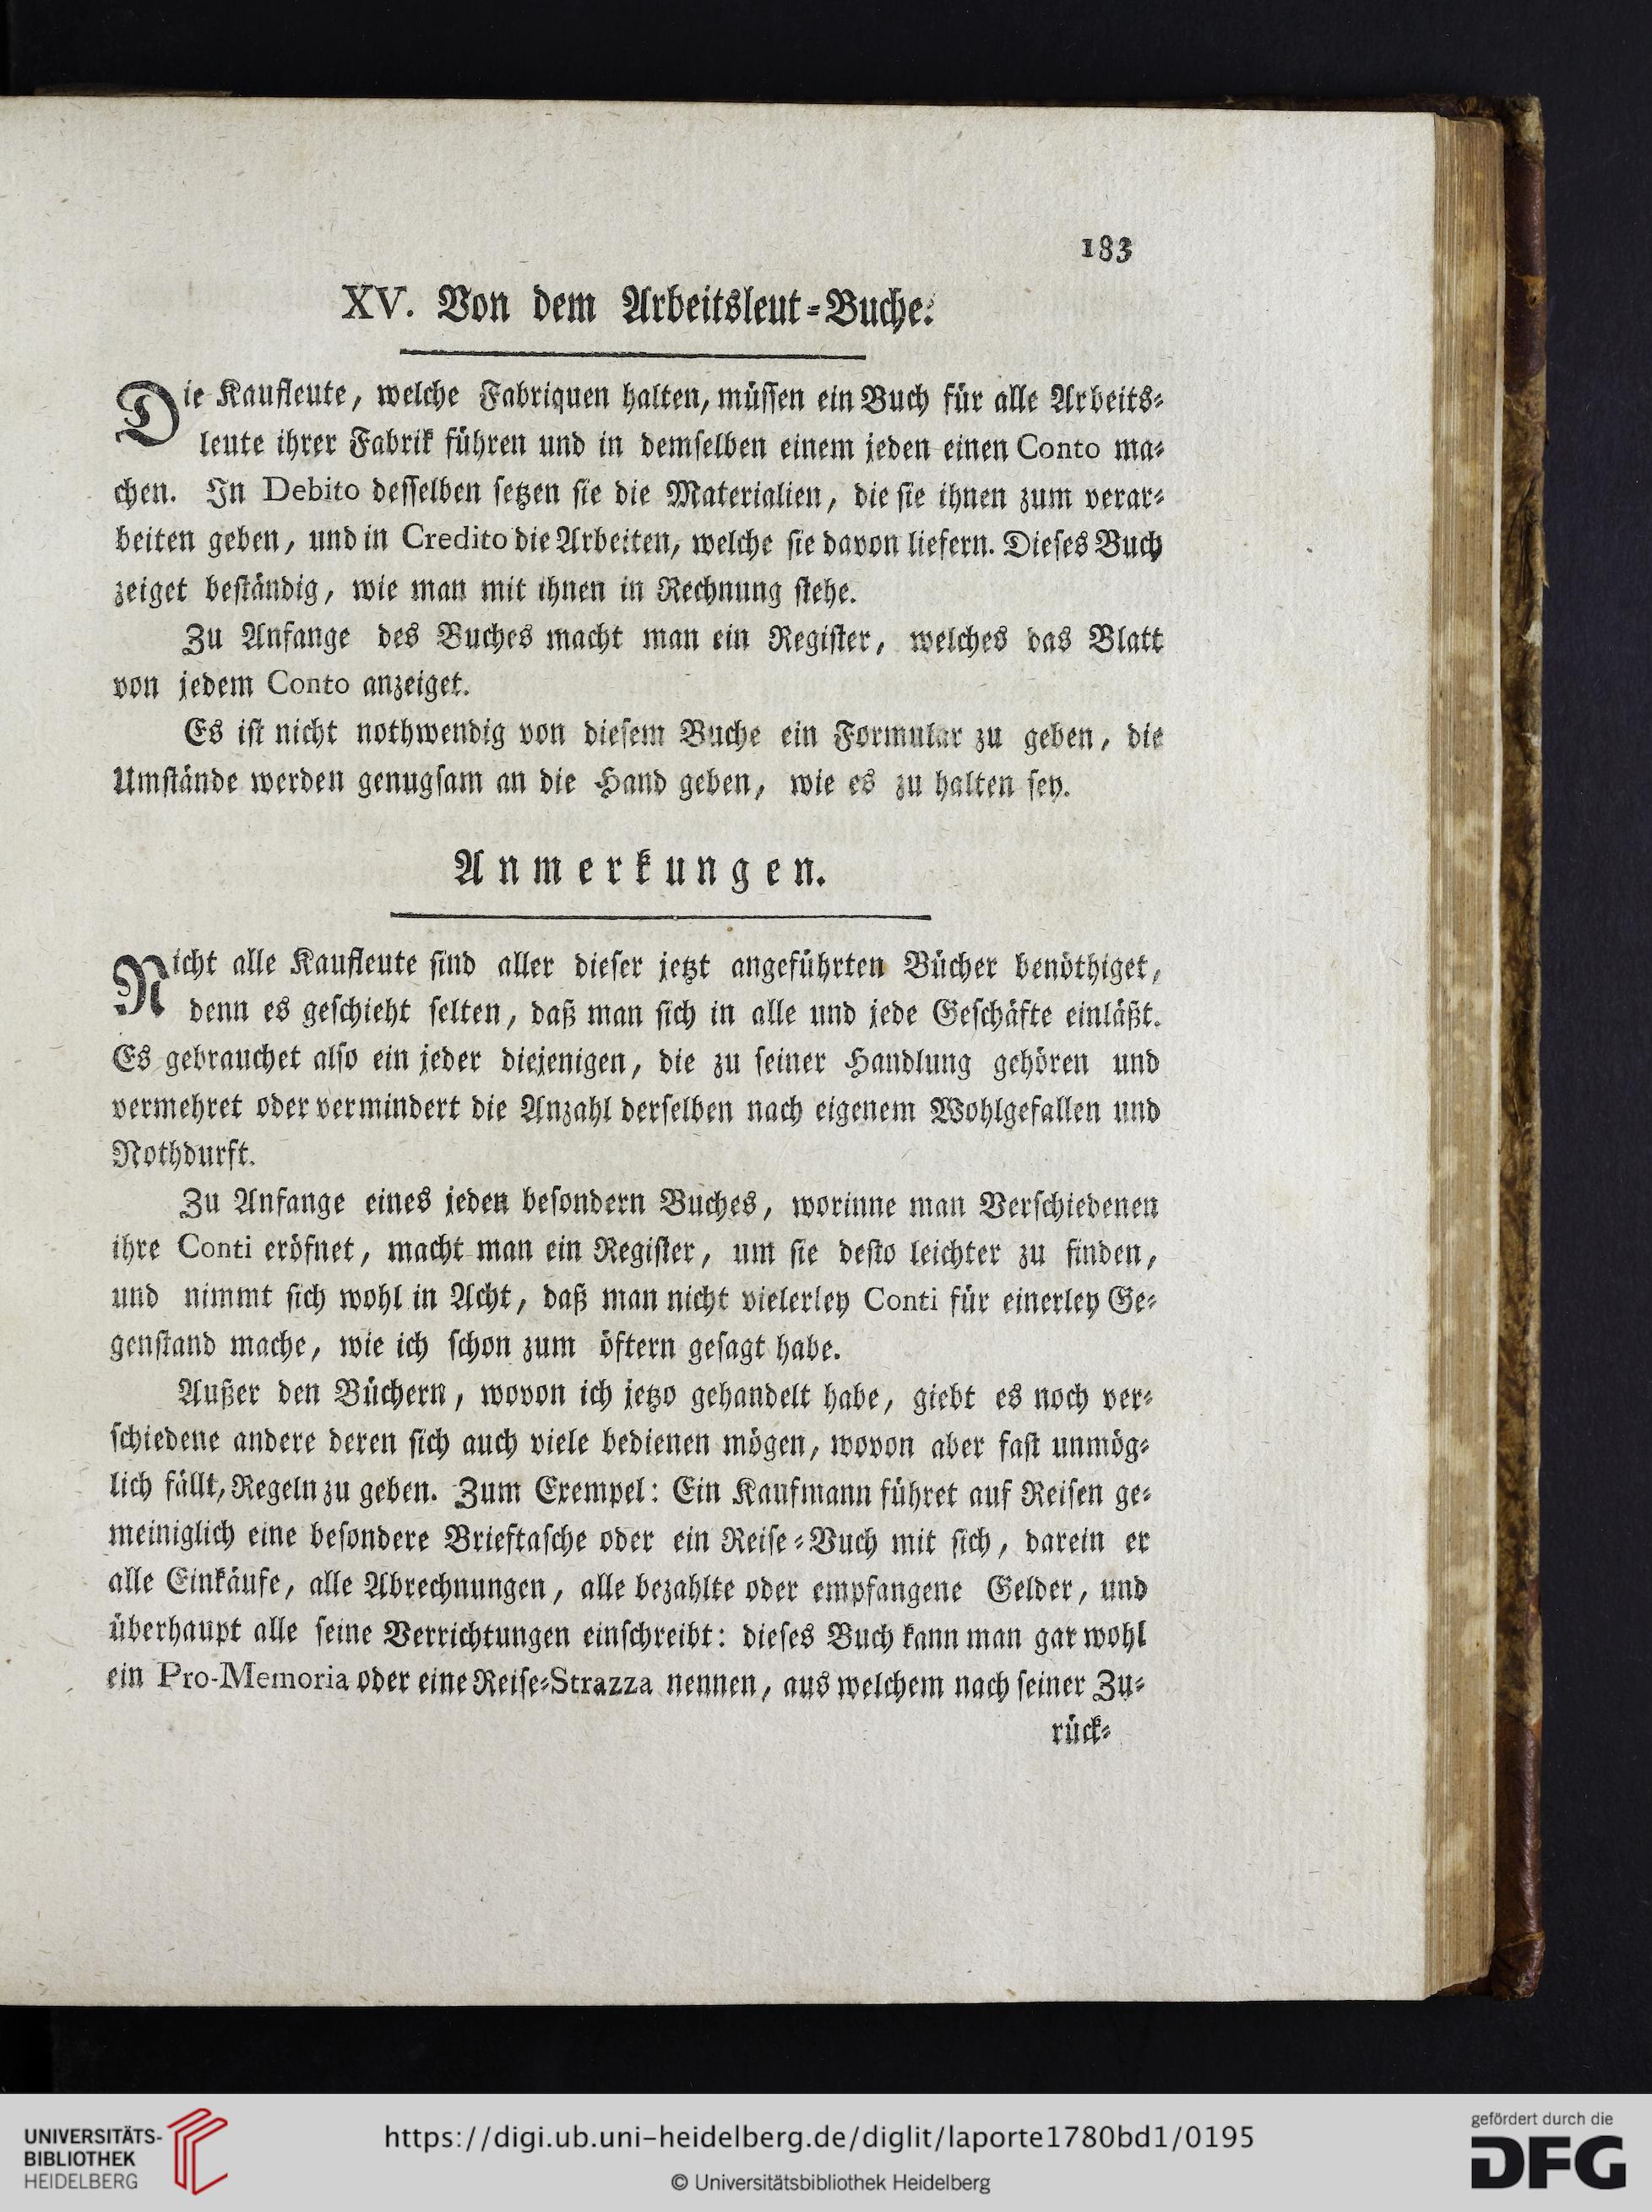 183
XV. Von dem Arbeitsleut-Buche.
Die Kaufleute, welche Fabriquen halten, müſſen ein Buch für alle Arbeits-
leute ihrer Fabrik führen und in demſelben einem jeden einen Conto ma-
chen. In Debito deſſelben ſetzen ſie die Materialien, die ſie ihnen zum verar-
beiten geben, und in Credito die Arbeiten, welche ſie davon liefern. Dieſes Buch
zeiget beſtändig, wie man mit ihnen in Rechnung ſtehe.
Zu Anfange des Buches macht man ein Regiſter, welches das Blatt
von jedem Conto anzeiget.
Es iſt nicht nothwendig von dieſem Buche ein Formular zu geben, die
Umſtände werden genugſam an die Hand geben, wie es zu halten ſey.
Anmerkungen.
Nicht alle Kaufleute ſind aller dieſer jetzt angeführten Bücher benöthiget,
denn es geſchieht ſelten, daß man ſich in alle und jede Geſchäfte einläßt.
Es gebrauchet alſo ein jeder diejenigen, die zu ſeiner Handlung gehören und
vermehret oder vermindert die Anzahl derſelben nach eigenem Wohlgefallen und
Nothdurft.
Zu Anfange eines jeden beſondern Buches, worinne man Verſchiedenen
ihre Conti eröfnet, macht man ein Regiſter, um ſie deſto leichter zu finden,
und nimmt ſich wohl in Acht, daß man nicht vielerley Conti für einerley Ge-
genſtand mache, wie ich ſchon zum öftern geſagt habe.
Außer den Büchern, wovon ich jetzo gehandelt habe, giebt es noch ver-
ſchiedene andere deren ſich auch viele bedienen mögen, wovon aber faſt unmög-
lich fällt, Regeln zu geben. Zum Exempel: Ein Kaufmann führet auf Reiſen ge-
meiniglich eine beſondere Brieftaſche oder ein Reiſe-Buch mit ſich, darein er
alle Einkäufe, alle Abrechnungen, alle bezahlte oder empfangene Gelder, und
überhaupt alle ſeine Verrichtungen einſchreibt: dieſes Buch kann man gar wohl
ein Pro-Memoria oder eine Reiſe-Strazza nennen, aus welchem nach ſeiner Zu-
rück-
UNIVERSITÄTS-
BIBLIOTHEK
HEIDELBERG
https://digi.ub.uni-heidelberg.de/diglit/laporte1780bd1/0195
© Universitätsbibliothek Heidelberg
gefördert durch die
DFG